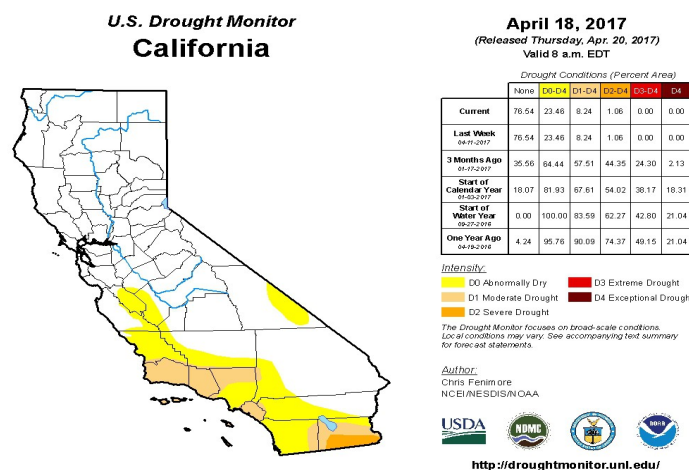 U.S. Drought Monitor
California
April 18, 2017
(Released Thursday, Apr. 20, 2017)
Valid 8 a.m. EDT
Drought Conditions (Percent Area)
None D0-D4 D1-D4 D2-D4 D3-D4 D4
Current 76.54 23.46 8.24 1.06 0.00 0.00
Last Week
04-11-2017 76.54 23.46 8.24 1.06 0.00 0.00
3 Months Ago
01-17-2017 35.56 64.44 57.51 44.35 24.30 2.13
Start of
Calendar Year
01-03-2017 18.07 81.93 67.61 54.02 38.17 18.31
Start of
Water Year
09-27-2016 0.00 100.00 83.59 62.27 42.80 21.04
One Year Ago
04-19-2016 4.24 95.76 90.09 74.37 49.15 21.04
Intensity:
D0 Abnormally Dry
D1 Moderate Drought
D2 Severe Drought
D3 Extreme Drought
D4 Exceptional Drough
The Drought Monitor focuses on broad-scale conditions.
Local conditions may vary. See accompanying text summary
for forecast statements.
Author:
Chris Fenimore
NCEI/NESDIS/NOAA
USDA
NDMC
NOAA
http://droughtmonitor.unl.edu/